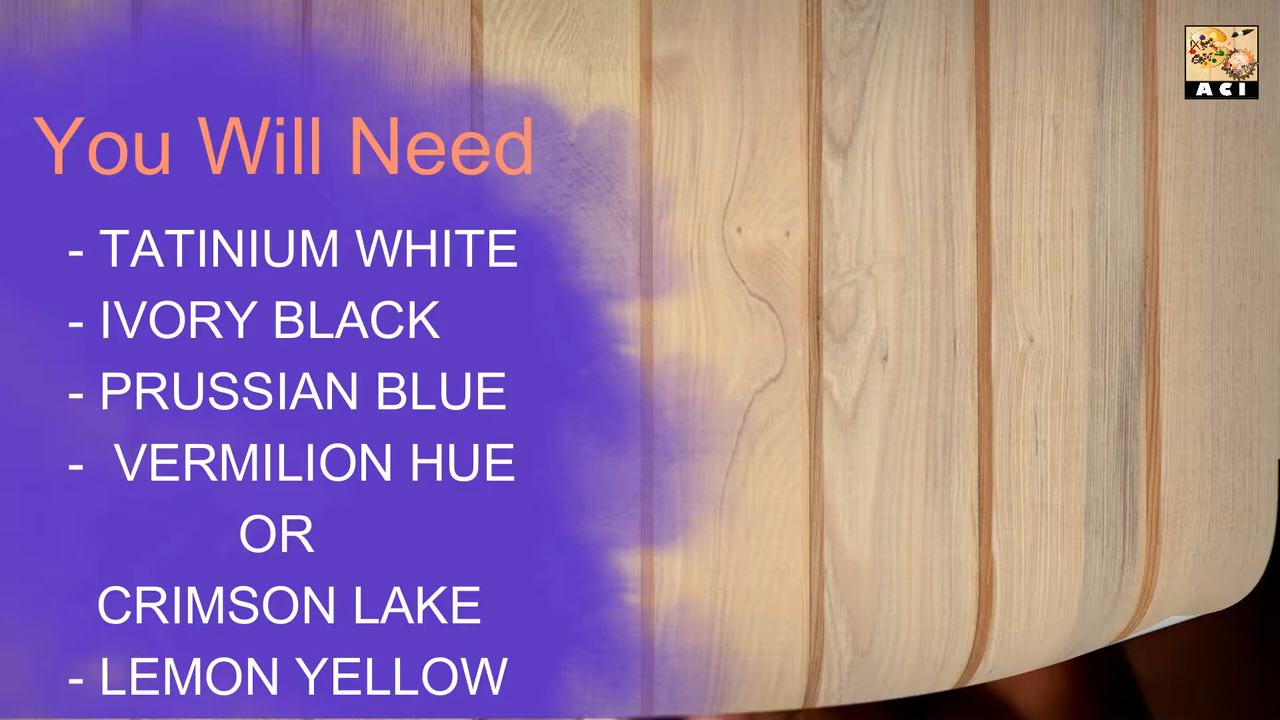 You Will Need
- TATINIUM WHITE
- IVORY BLACK
- PRUSSIAN BLUE
- VERMILION HUE
OR
CRIMSON LAKE
- LEMON YELLOW
ACI